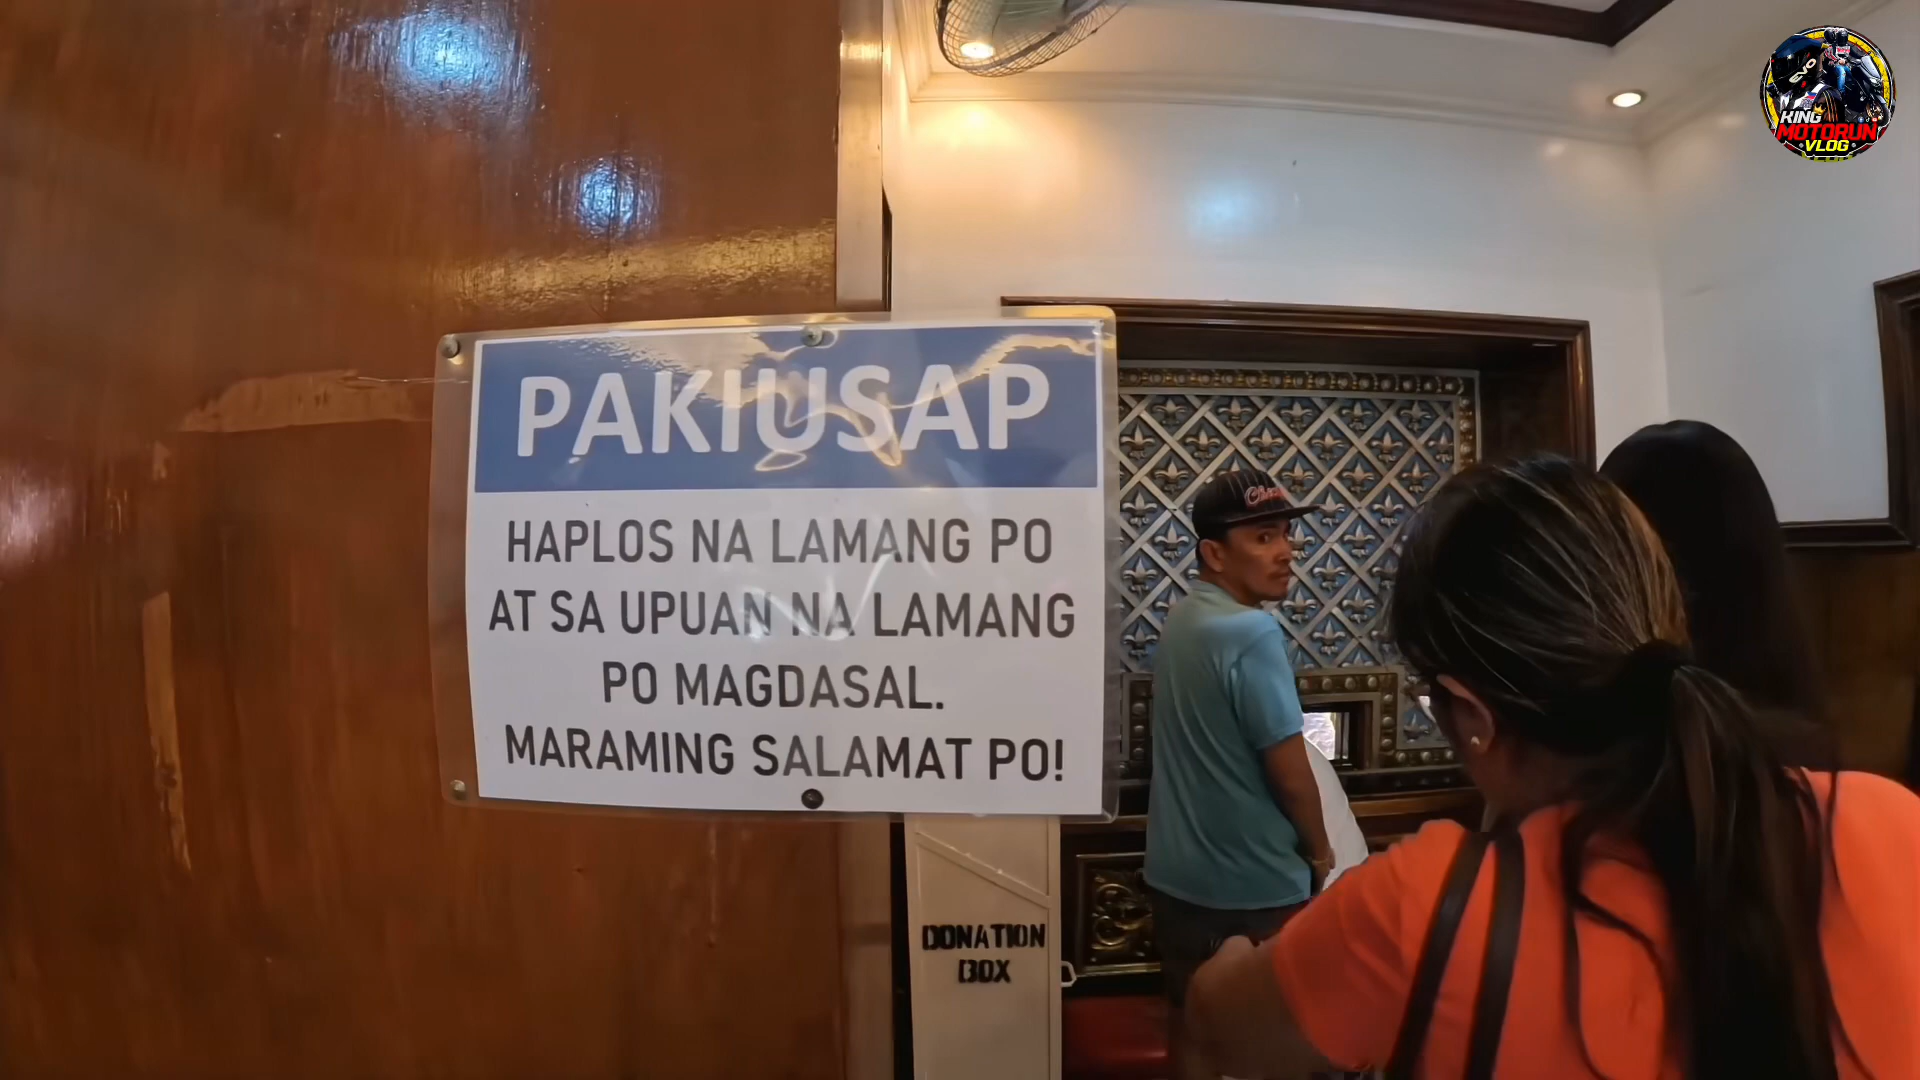 PAKIUSAP
HAPLOS NA LAMANG PO
AT SA UPUAN NA LAMANG
PO MAGDASAL.
MARAMING SALAMAT PO!
DONATION
BOX
EVO
KING
MOTORUN
VLOG